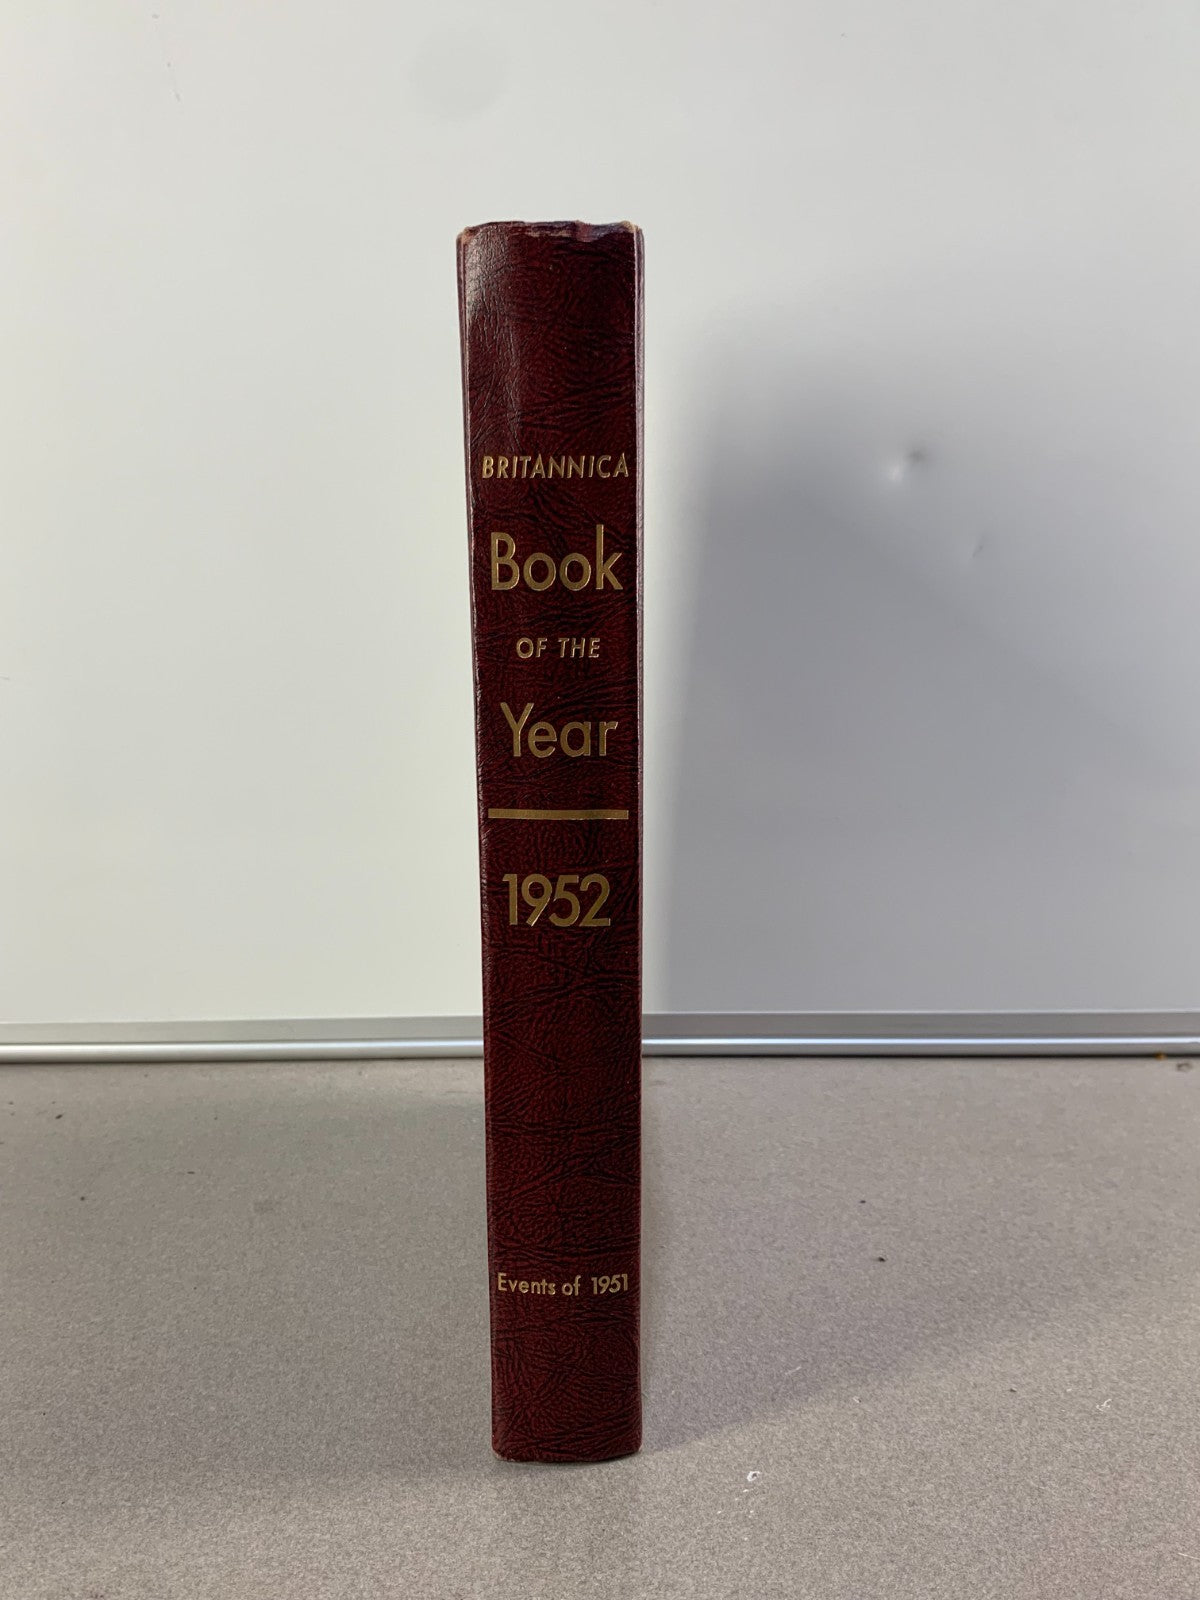 BRITANNICA
Book
OF THE
Year
1952
Events of 1951